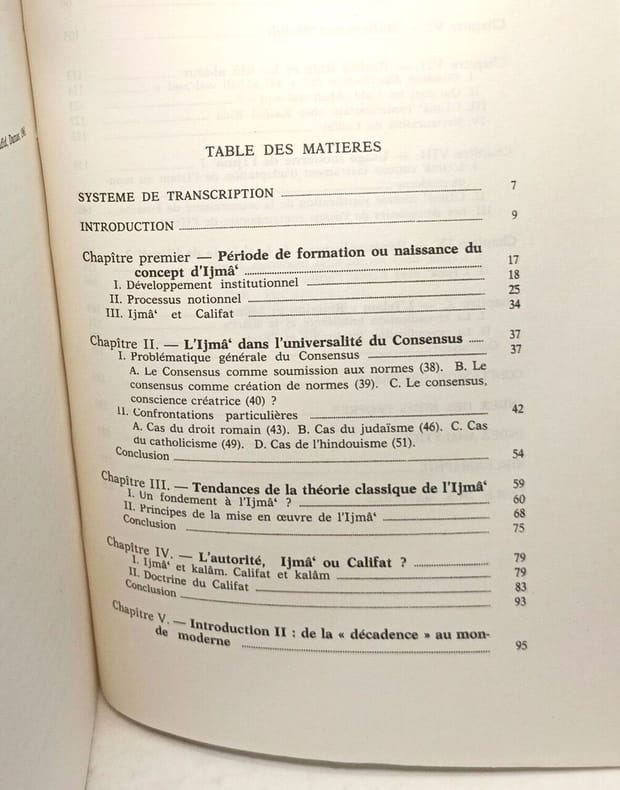 TABLE DES MATIERES
SYSTEME DE TRANSCRIPTION 7
INTRODUCTION 9
Chapître premier — Période de formation ou naissance du
concept d'Ijmâ‘ 17
I. Développement institutionnel 18
II. Processus notionnel 25
III. Ijmâ‘ et Califat 34
Chapître II. — L'Ijmâ‘ dans l'universalité du Consensus 37
I. Problématique générale du Consensus 37
A. Le Consensus comme soumission aux normes (38). B. Le
consensus comme création de normes (39). C. Le consensus,
conscience créatrice (40) ?
II. Confrontations particulières 42
A. Cas du droit romain (43). B. Cas du judaïsme (46). C. Cas
du catholicisme (49). D. Cas de l'hindouisme (51).
Conclusion 54
Chapître III. — Tendances de la théorie classique de l'Ijmâ‘ 59
I. Un fondement à l'Ijmâ‘ ? 60
II. Principes de la mise en œuvre de l'Ijmâ‘ 68
Conclusion 75
Chapître IV. — L'autorité, Ijmâ‘ ou Califat ? 79
I. Ijmâ‘ et kalâm. Califat et kalâm 79
II. Doctrine du Califat 83
Conclusion 93
Chapître V. — Introduction II : de la « décadence » au mon-
de moderne 95